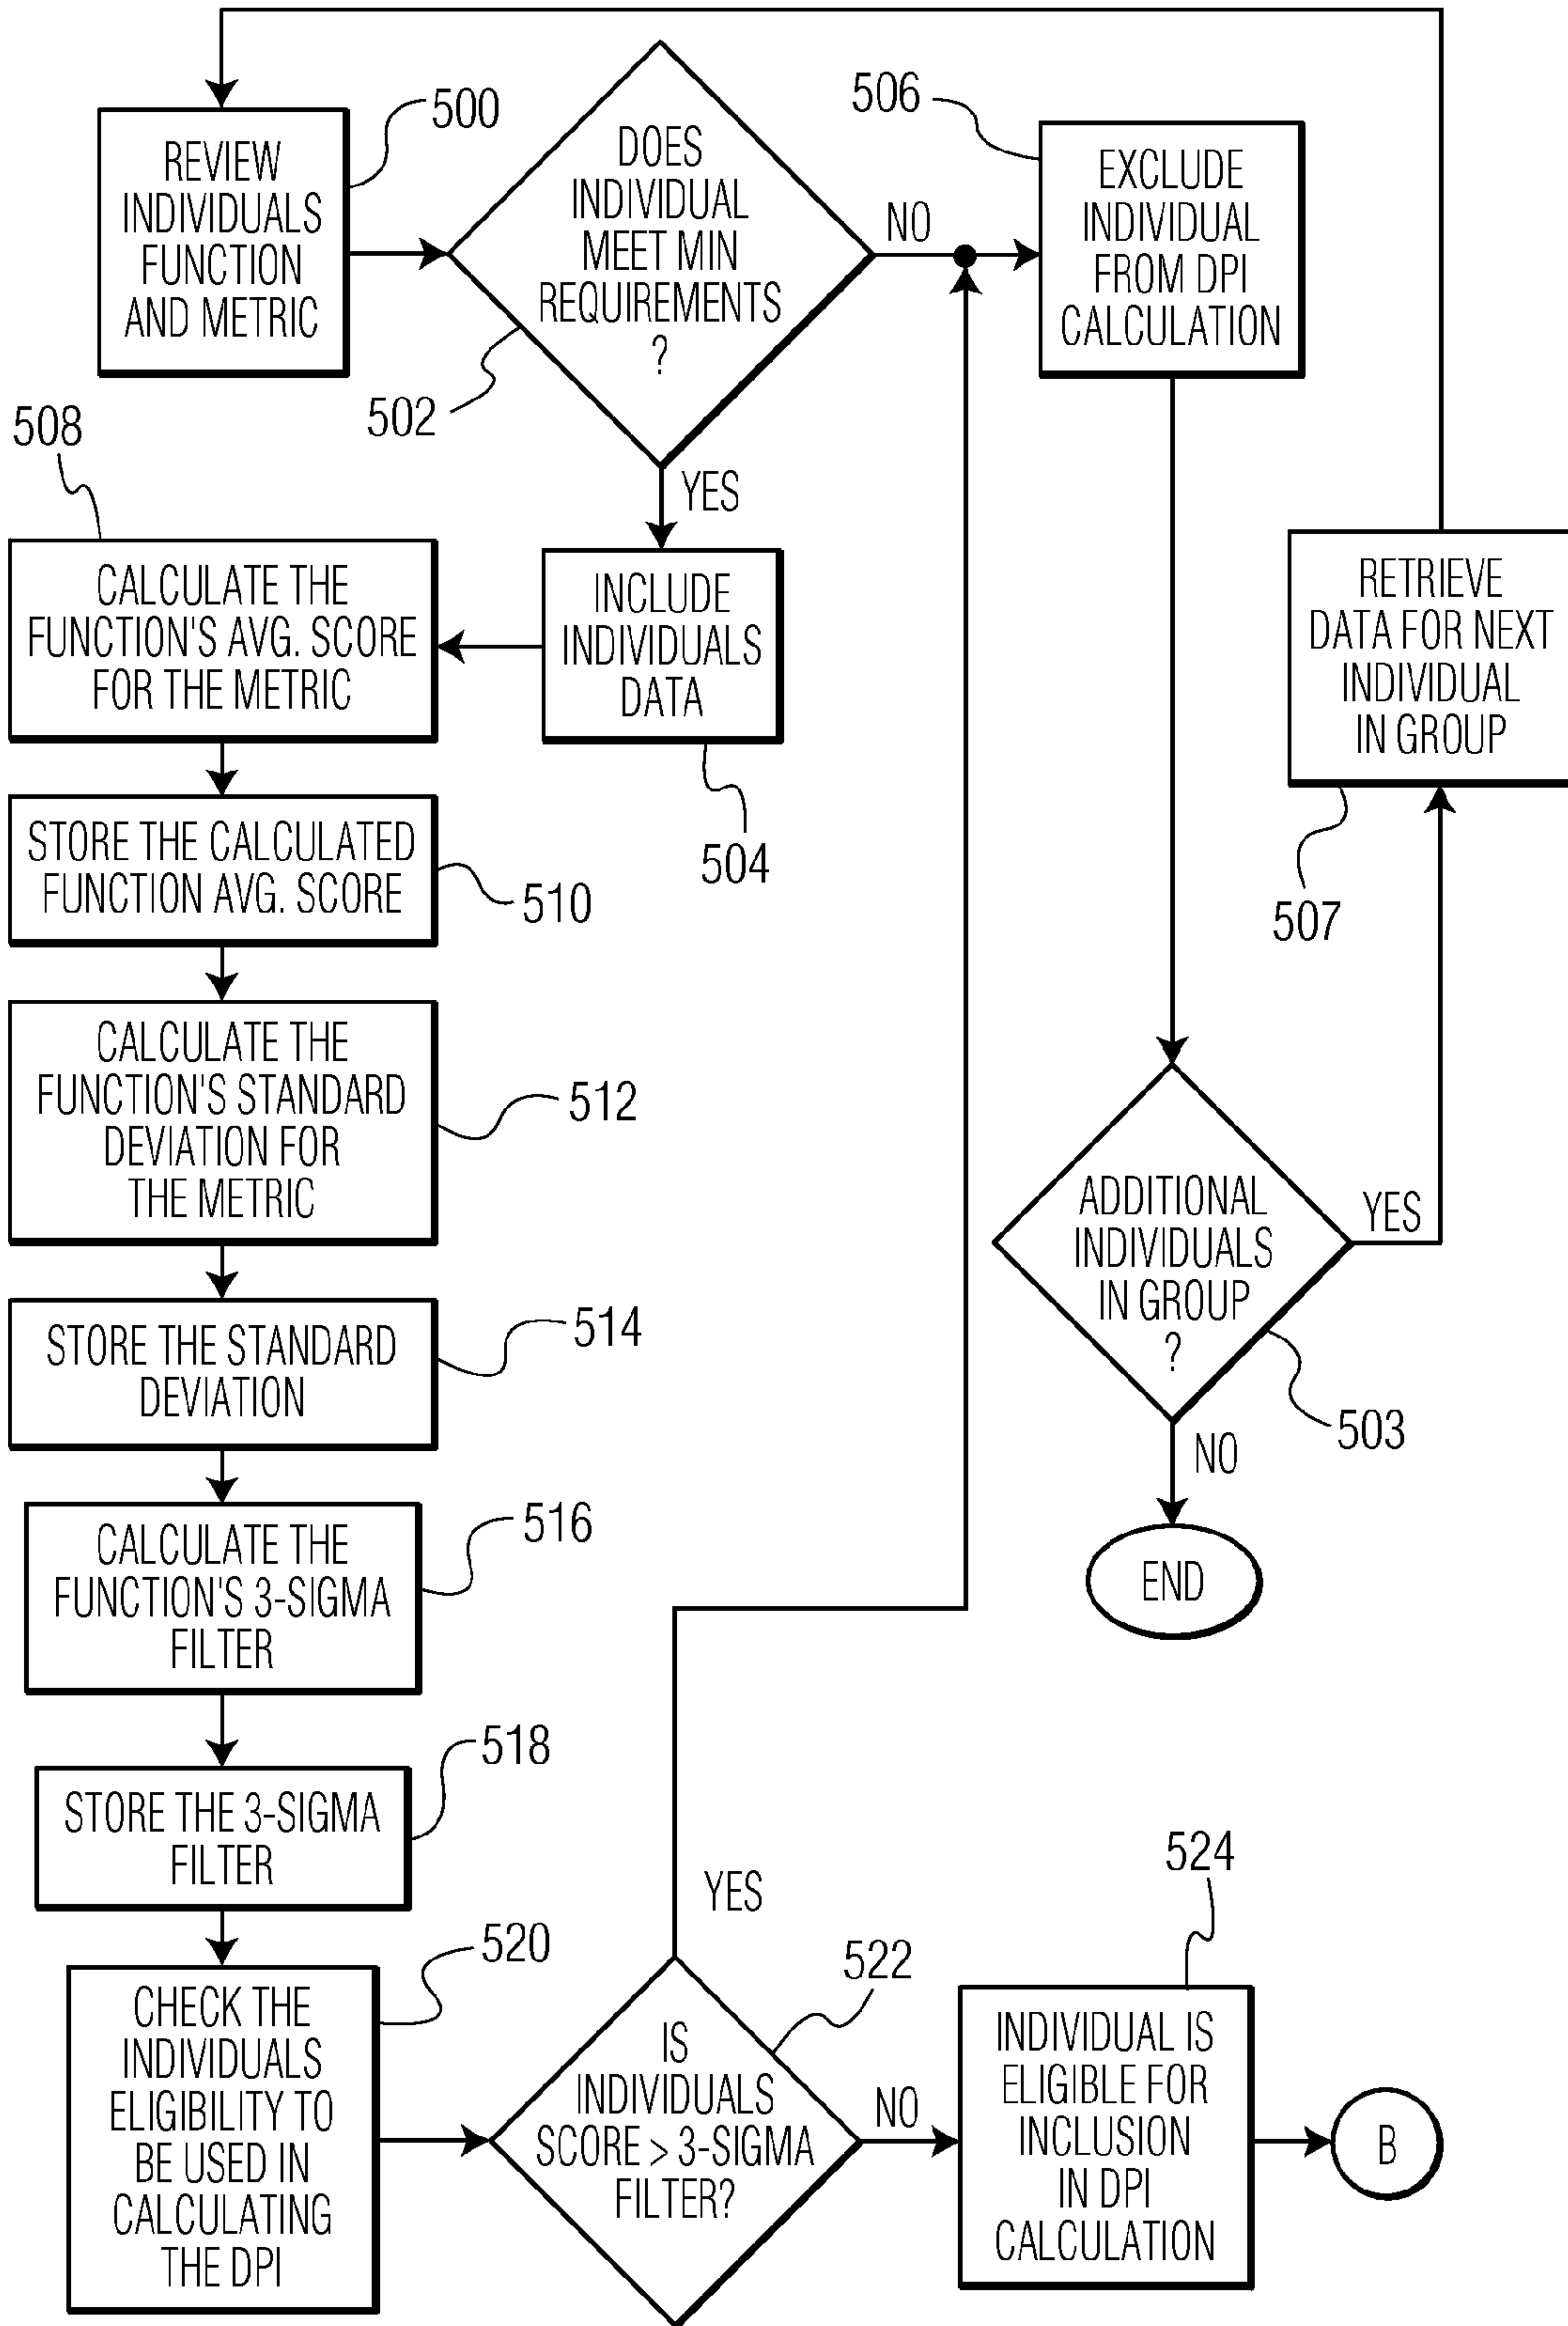 500
REVIEW
INDIVIDUALS
FUNCTION
AND METRIC
DOES
INDIVIDUAL
MEET MIN
REQUIREMENTS
?
502
NO
506
EXCLUDE
INDIVIDUAL
FROM DPI
CALCULATION
YES
508
CALCULATE THE
FUNCTION'S AVG. SCORE
FOR THE METRIC
INCLUDE
INDIVIDUALS
DATA
504
RETRIEVE
DATA FOR NEXT
INDIVIDUAL
IN GROUP
507
STORE THE CALCULATED
FUNCTION AVG. SCORE
510
CALCULATE THE
FUNCTION'S STANDARD
DEVIATION FOR
THE METRIC
512
ADDITIONAL
INDIVIDUALS
IN GROUP
?
YES
503
NO
END
STORE THE STANDARD
DEVIATION
514
CALCULATE THE
FUNCTION'S 3-SIGMA
FILTER
516
STORE THE 3-SIGMA
FILTER
518
CHECK THE
INDIVIDUALS
ELIGIBILITY TO
BE USED IN
CALCULATING
THE DPI
520
YES
IS
INDIVIDUALS
SCORE > 3-SIGMA
FILTER?
522
NO
524
INDIVIDUAL IS
ELIGIBLE FOR
INCLUSION
IN DPI
CALCULATION
B